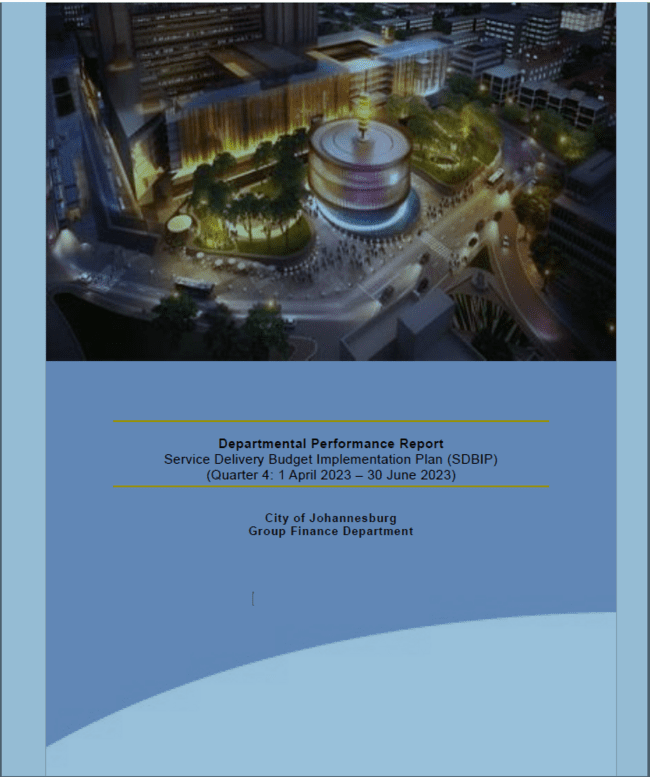 Departmental Performance Report
Service Delivery Budget Implementation Plan (SDBIP)
(Quarter 4: 1 April 2023 – 30 June 2023)
City of Johannesburg
Group Finance Department